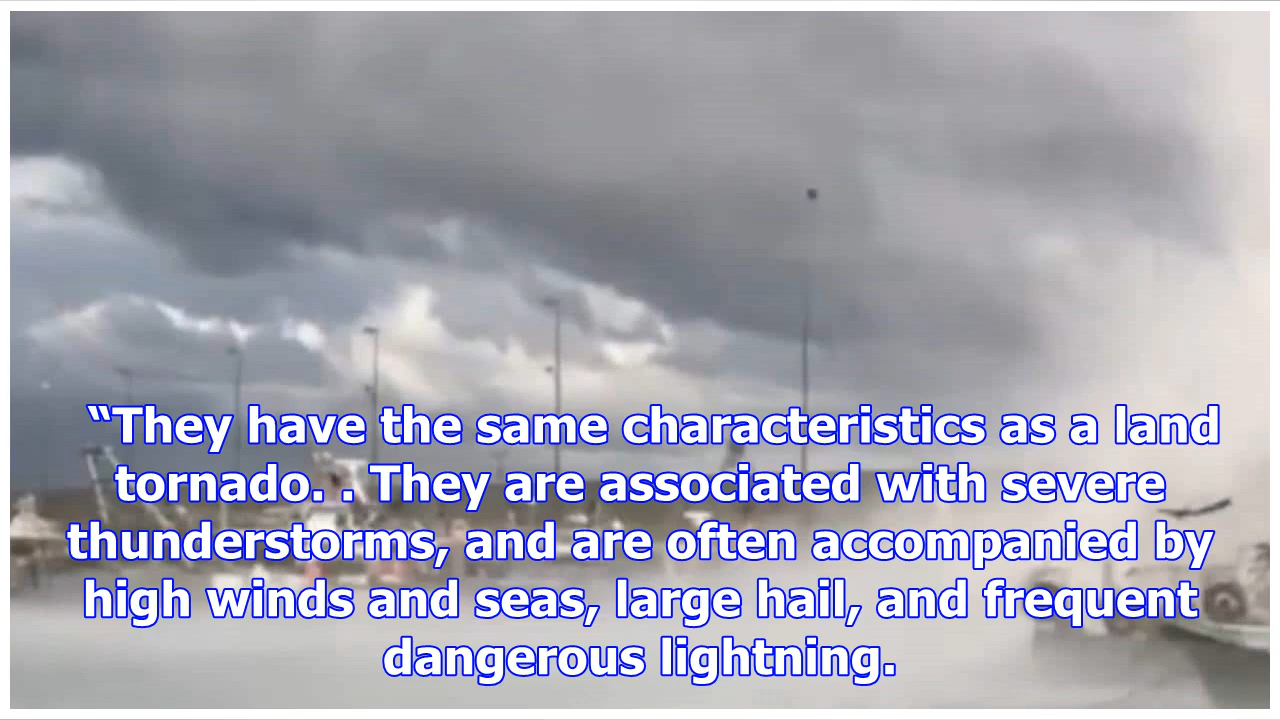 “They have the same characteristics as a land
tornado. . They are associated with severe
thunderstorms, and are often accompanied by
high winds and seas, large hail, and frequent
dangerous lightning.